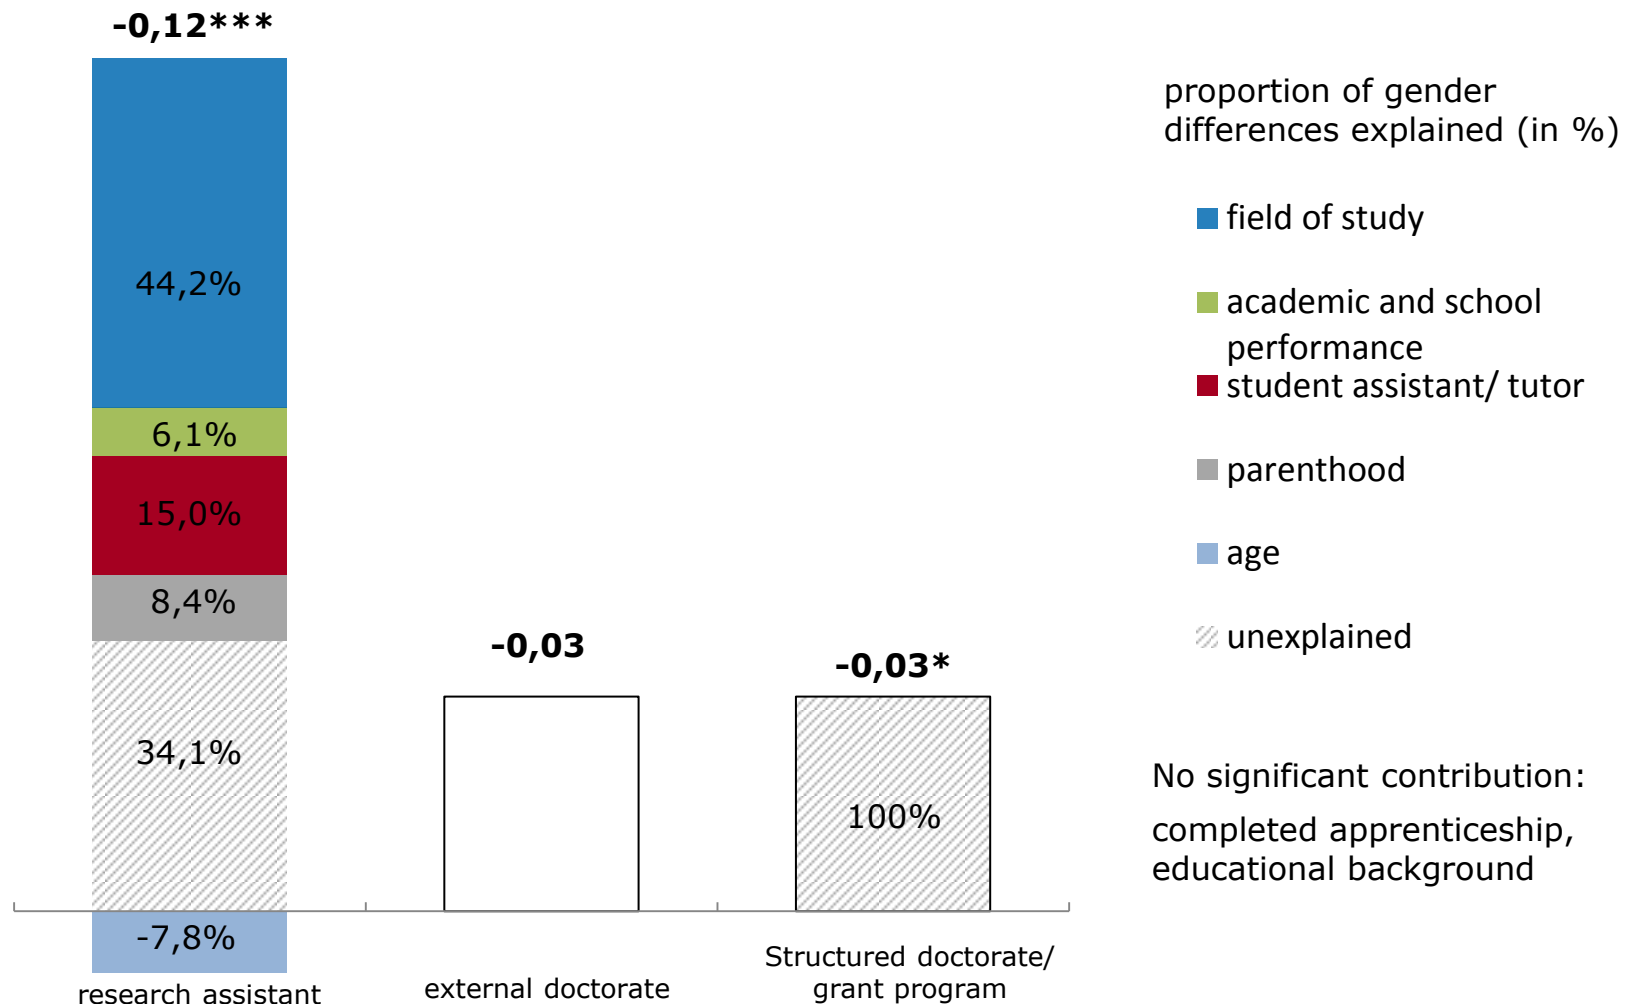 -0,12***
44,2%
6,1%
15,0%
8,4%
34,1%
-7,8%
research assistant
-0,03
external doctorate
-0,03*
100%
Structured doctorate/
grant program
proportion of gender
differences explained (in %)
field of study
academic and school
performance
student assistant/ tutor
parenthood
age
unexplained
No significant contribution:
completed apprenticeship,
educational background